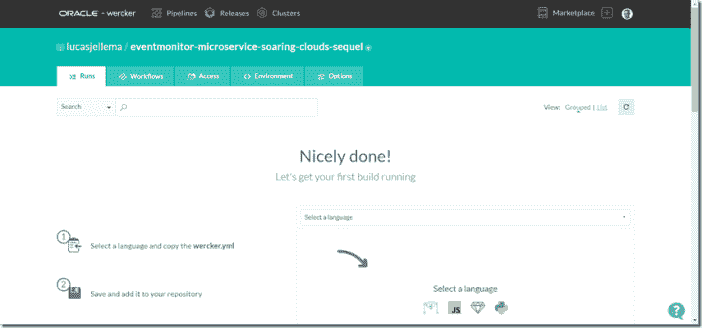 ORACLE - wercker Pipelines Releases Clusters Marketplace
lucasjellema / eventmonitor-microservice-soaring-clouds-sequel
Runs Workflows Access Environment Options
Search View: Grouped | List
Nicely done!
Let's get your first build running
Select a language
1 Select a language and copy the wercker.yml
2 Save and add it to your repository
Select a language
JS
?